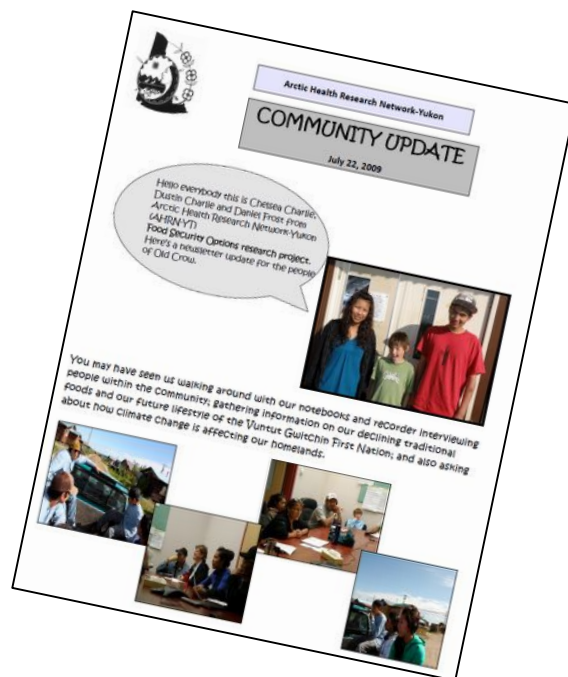 Arctic Health Research Network-Yukon
COMMUNITY UPDATE
July 22, 2009
Hello everybody this is Chelsea Charlie,
Dustin Charlie and Daniel Frost from
Arctic Health Research Network-Yukon
(AHRN-YT)
Food Security Options research project.
Here's a newsletter update for the people
of Old Crow.
You may have seen us walking around with our notebooks and recorder interviewing
people within the community; gathering information on our declining traditional
foods and our future lifestyle of the Vuntut Gwitchin First Nation; and also asking
about how climate change is affecting our homelands.